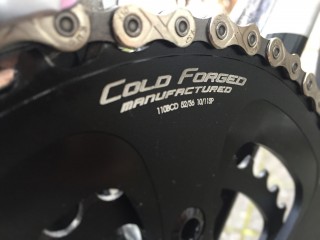 COLD FORGED
MANUFACTURED
110BCD 52/36 10/11SP